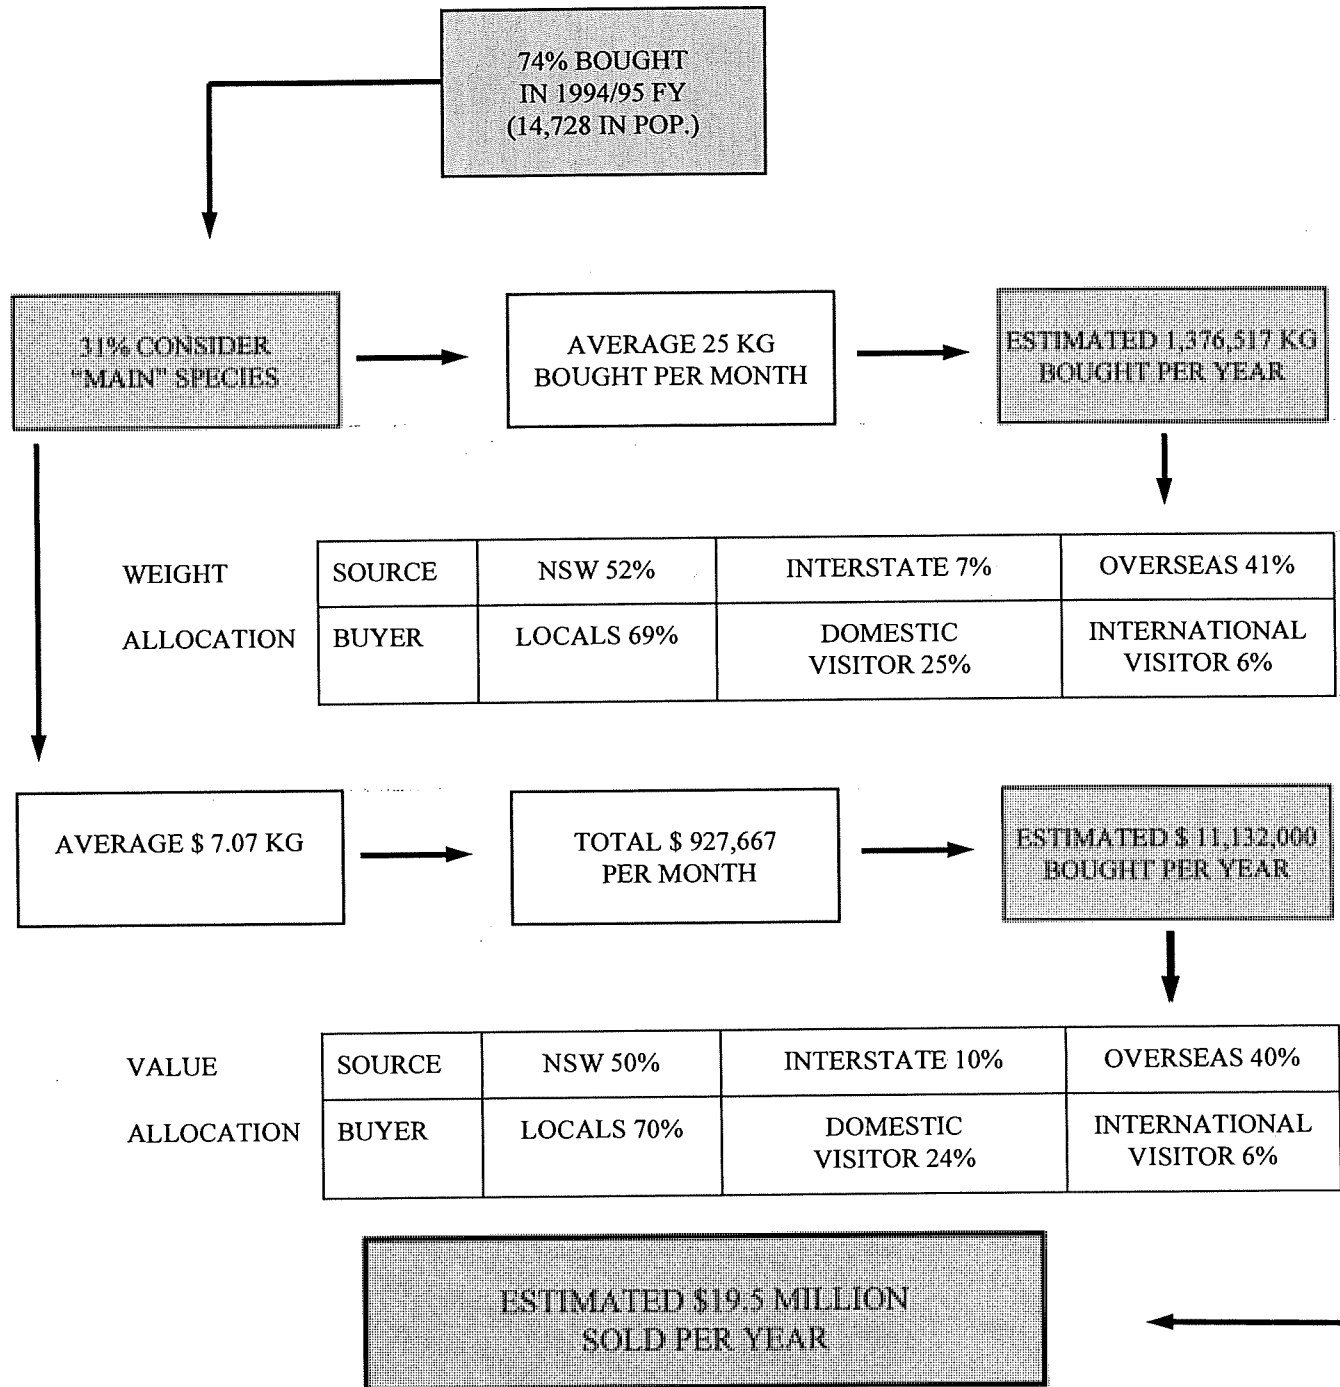 74% BOUGHT
IN 1994/95 FY
(14,728 IN POP.)
31% CONSIDER
"MAIN" SPECIES
AVERAGE 25 KG
BOUGHT PER MONTH
ESTIMATED 1,376,517 KG
BOUGHT PER YEAR
WEIGHT
ALLOCATION
SOURCE
NSW 52%
INTERSTATE 7%
OVERSEAS 41%
BUYER
LOCALS 69%
DOMESTIC
VISITOR 25%
INTERNATIONAL
VISITOR 6%
AVERAGE $ 7.07 KG
TOTAL $ 927,667
PER MONTH
ESTIMATED $ 11,132,000
BOUGHT PER YEAR
VALUE
ALLOCATION
SOURCE
NSW 50%
INTERSTATE 10%
OVERSEAS 40%
BUYER
LOCALS 70%
DOMESTIC
VISITOR 24%
INTERNATIONAL
VISITOR 6%
ESTIMATED $19.5 MILLION
SOLD PER YEAR